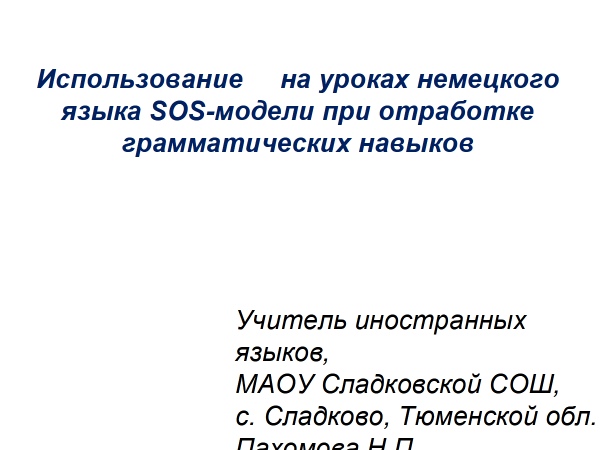 Использование на уроках немецкого
языка SOS-модели при отработке
грамматических навыков
Учитель иностранных
языков,
МАОУ Сладковской СОШ,
с. Сладково, Тюменской обл.
Пахомова Н.П.